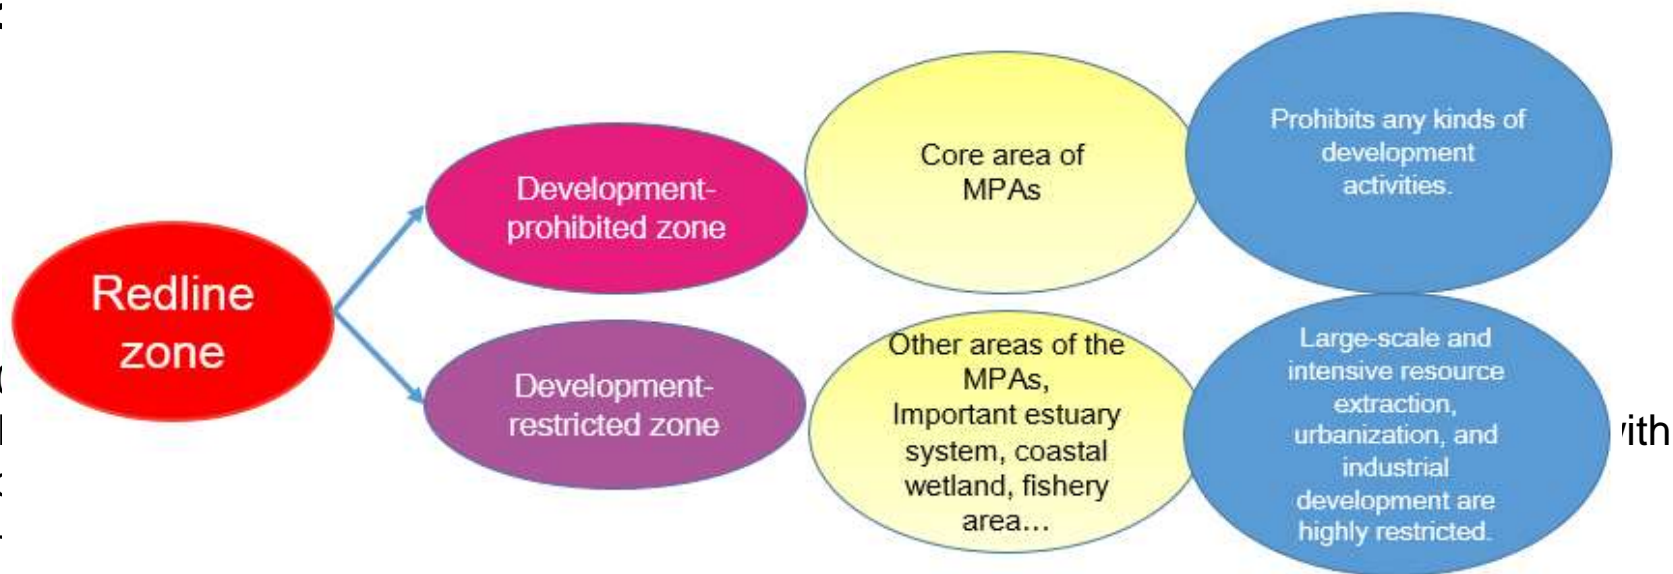 Redline
zone
Development-
prohibited zone
Core area of
MPAs
Prohibits any kinds of
development
activities.
Development-
restricted zone
Other areas of the
MPAs,
Important estuary
system, coastal
wetland, fishery
area...
Large-scale and
intensive resource
extraction,
urbanization, and
industrial
development are
highly restricted.